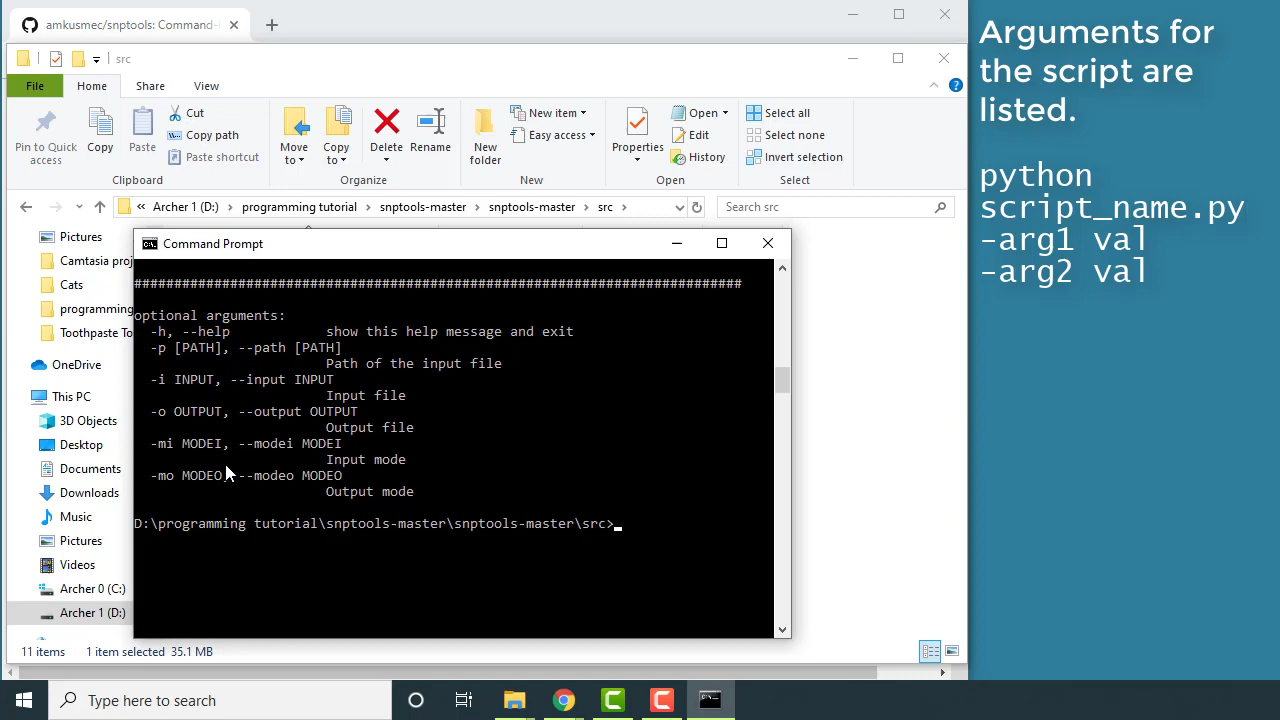 amkusmec/snptools: Command-
src
File
Home
Share
View
Pin to Quick access
Copy
Paste
Cut
Copy path
Paste shortcut
Clipboard
Move to
Copy to
Delete
Rename
Organize
New folder
New item
Easy access
New
Properties
Open
Edit
History
Open
Select all
Select none
Invert selection
Select
« Archer 1 (D:) > programming tutorial > snptools-master > snptools-master > src >
Search src
Pictures
Camtasia proj
Cats
programming
Toothpaste To
OneDrive
This PC
3D Objects
Desktop
Documents
Downloads
Music
Pictures
Videos
Archer 0 (C:)
Archer 1 (D:)
Command Prompt
############################################################################
optional arguments:
-h, --help show this help message and exit
-p [PATH], --path [PATH]
Path of the input file
-i INPUT, --input INPUT
Input file
-o OUTPUT, --output OUTPUT
Output file
-mi MODEI, --modei MODEI
Input mode
-mo MODEO, --modeo MODEO
Output mode
D:\programming tutorial\snptools-master\snptools-master\src>
11 items
1 item selected 35.1 MB
Type here to search
Arguments for
the script are
listed.
python
script_name.py
-arg1 val
-arg2 val